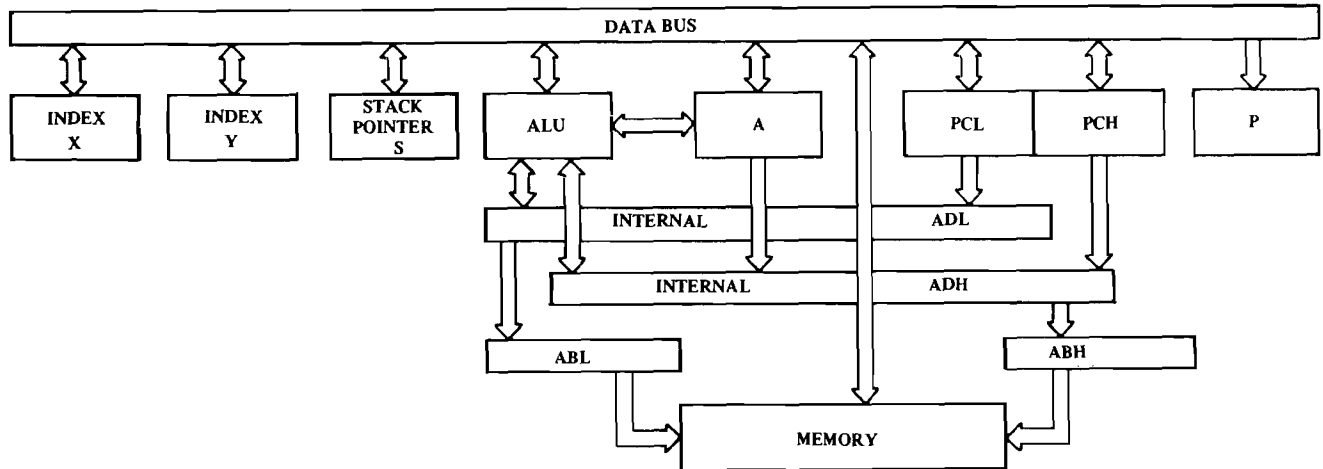 DATA BUS
INDEX
X
INDEX
Y
STACK
POINTER
S
ALU
A
PCL
PCH
P
INTERNAL ADL
INTERNAL ADH
ABL
ABH
MEMORY